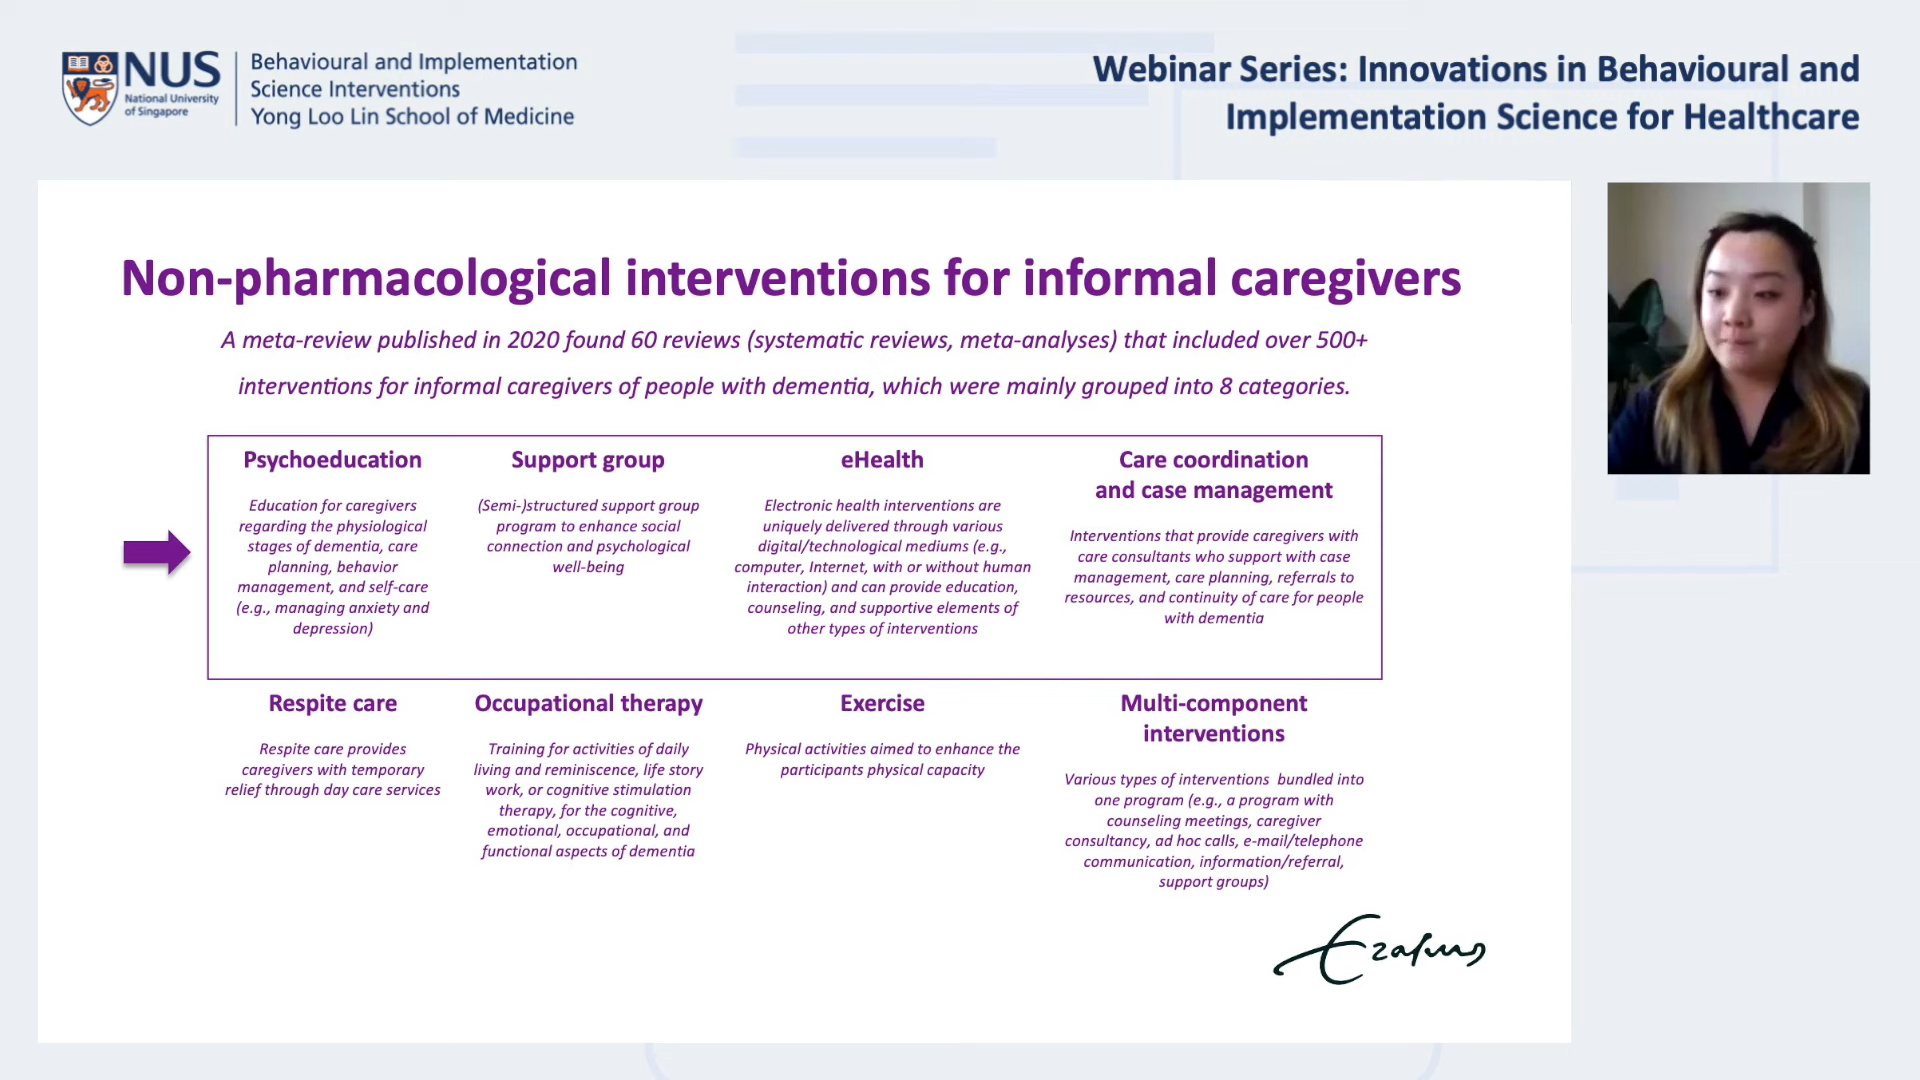 NUS
National University
of Singapore
Behavioural and Implementation
Science Interventions
Yong Loo Lin School of Medicine
Webinar Series: Innovations in Behavioural and
Implementation Science for Healthcare
Non-pharmacological interventions for informal caregivers
A meta-review published in 2020 found 60 reviews (systematic reviews, meta-analyses) that included over 500+
interventions for informal caregivers of people with dementia, which were mainly grouped into 8 categories.
Psychoeducation
Education for caregivers
regarding the physiological
stages of dementia, care
planning, behavior
management, and self-care
(e.g., managing anxiety and
depression)
Support group
(Semi-)structured support group
program to enhance social
connection and psychological
well-being
eHealth
Electronic health interventions are
uniquely delivered through various
digital/technological mediums (e.g.,
computer, Internet, with or without human
interaction) and can provide education,
counseling, and supportive elements of
other types of interventions
Care coordination
and case management
Interventions that provide caregivers with
care consultants who support with case
management, care planning, referrals to
resources, and continuity of care for people
with dementia
Respite care
Respite care provides
caregivers with temporary
relief through day care services
Occupational therapy
Training for activities of daily
living and reminiscence, life story
work, or cognitive stimulation
therapy, for the cognitive,
emotional, occupational, and
functional aspects of dementia
Exercise
Physical activities aimed to enhance the
participants physical capacity
Multi-component
interventions
Various types of interventions bundled into
one program (e.g., a program with
counseling meetings, caregiver
consultancy, ad hoc calls, e-mail/telephone
communication, information/referral,
support groups)
Erasmus